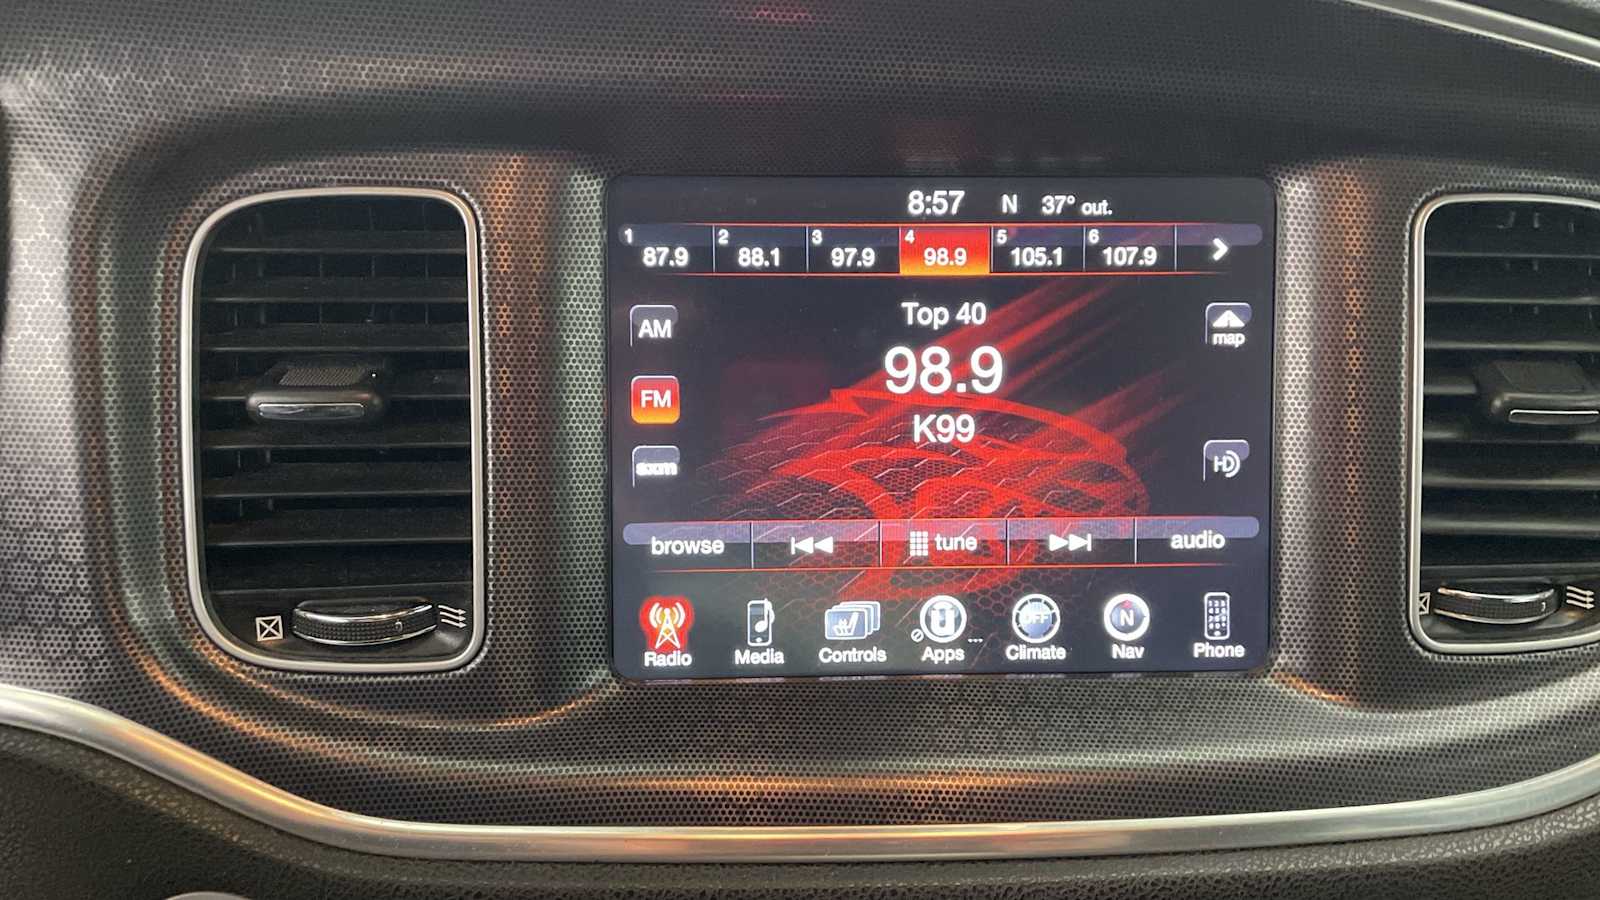 8:57 N 37° out.
1 87.9 2 88.1 3 97.9 4 98.9 5 105.1 6 107.9
Top 40
AM
map
98.9
FM
K99
sxm
HD
browse tune audio
OFF N
Radio Media Controls Apps Climate Nav Phone